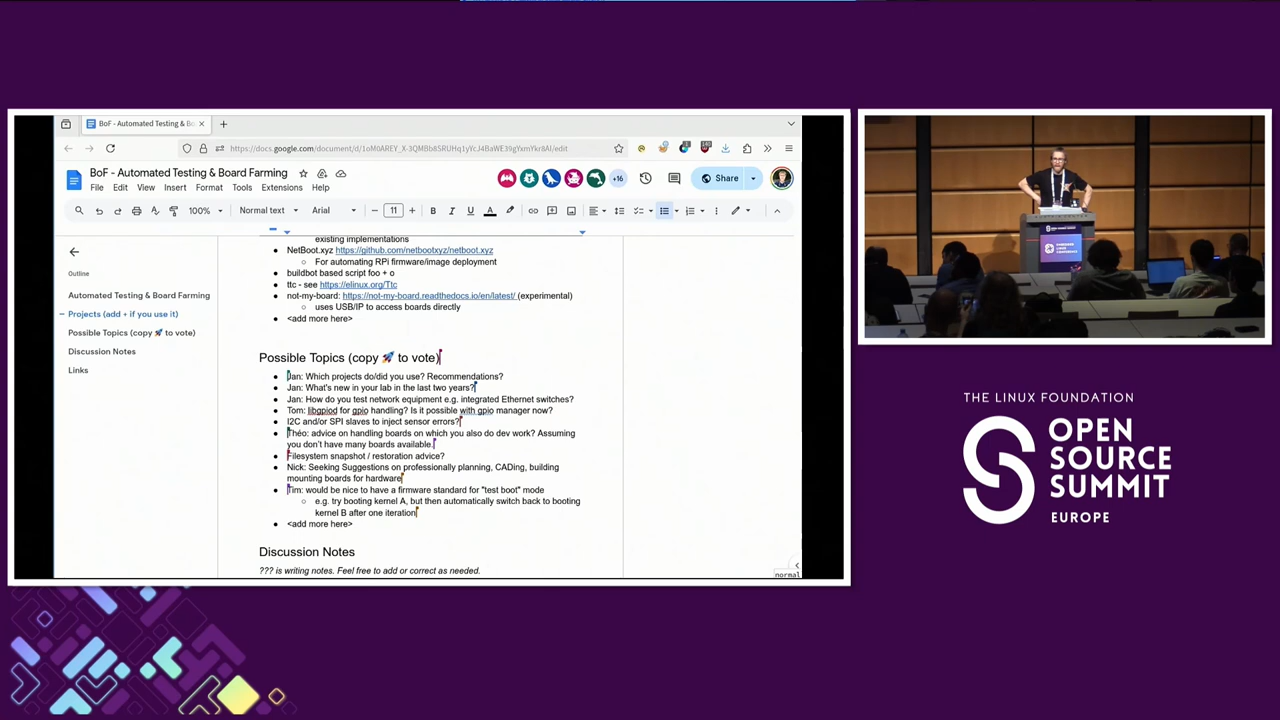 BoF - Automated Testing & Bo
https://docs.google.com/document/d/1oM0AREY_X-3QMBb8SRUHq1yYcJ4BaWE39gYxmYkr8AI/edit
BoF - Automated Testing & Board Farming
File Edit View Insert Format Tools Extensions Help
+16
Share
100%
Normal text
Arial
11
B I U A
Outline
Automated Testing & Board Farming
Projects (add + if you use it)
Possible Topics (copy 🚀 to vote)
Discussion Notes
Links
existing implementations
NetBoot.xyz https://github.com/netbootxyz/netboot.xyz
For automating RPi firmware/image deployment
buildbot based script foo + o
ttc - see https://elinux.org/Ttc
not-my-board: https://not-my-board.readthedocs.io/en/latest/ (experimental)
uses USB/IP to access boards directly
<add more here>
Possible Topics (copy 🚀 to vote)
Jan: Which projects do/did you use? Recommendations?
Jan: What's new in your lab in the last two years?
Jan: How do you test network equipment e.g. integrated Ethernet switches?
Tom: libgpiod for gpio handling? Is it possible with gpio manager now?
I2C and/or SPI slaves to inject sensor errors?
Théo: advice on handling boards on which you also do dev work? Assuming
you don't have many boards available.
Filesystem snapshot / restoration advice?
Nick: Seeking Suggestions on professionally planning, CADing, building
mounting boards for hardware
Tim: would be nice to have a firmware standard for "test boot" mode
e.g. try booting kernel A, but then automatically switch back to booting
kernel B after one iteration
<add more here>
Discussion Notes
??? is writing notes. Feel free to add or correct as needed.
normal
THE LINUX FOUNDATION
OPEN
SOURCE
SUMMIT
EUROPE